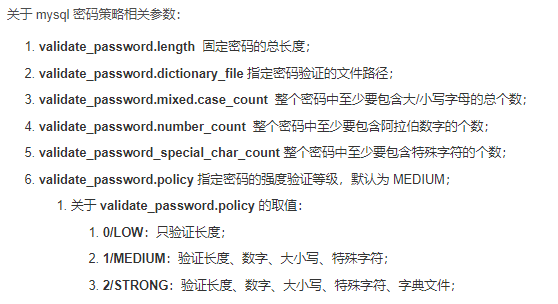 关于 mysql 密码策略相关参数：
1. validate_password.length 固定密码的总长度；
2. validate_password.dictionary_file 指定密码验证的文件路径；
3. validate_password.mixed.case_count 整个密码中至少要包含大/小写字母的总个数；
4. validate_password.number_count 整个密码中至少要包含阿拉伯数字的个数；
5. validate_password_special_char_count 整个密码中至少要包含特殊字符的个数；
6. validate_password.policy 指定密码的强度验证等级，默认为 MEDIUM；
1. 关于 validate_password.policy 的取值：
1. 0/LOW：只验证长度；
2. 1/MEDIUM：验证长度、数字、大小写、特殊字符；
3. 2/STRONG：验证长度、数字、大小写、特殊字符、字典文件；